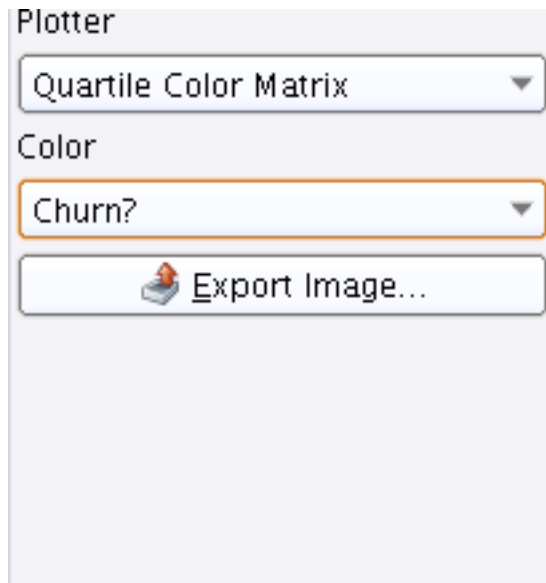 Plotter
Quartile Color Matrix
Color
Churn?
Export Image...